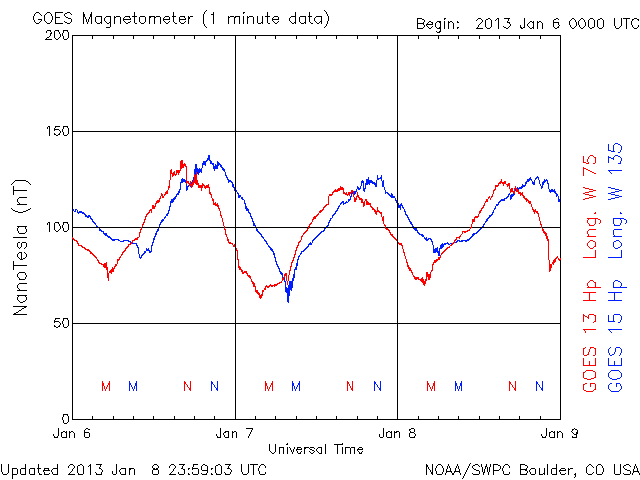 GOES Magnetometer (1 minute data)
Begin: 2013 Jan 6 0000 UTC
200
150
100
50
0
NanoTesla (nT)
M M N N M M N N M M N N
Jan 6 Jan 7 Jan 8 Jan 9
Universal Time
GOES 13 Hp Long. W 75
GOES 15 Hp Long. W 135
Updated 2013 Jan 8 23:59:03 UTC
NOAA/SWPC Boulder, CO USA